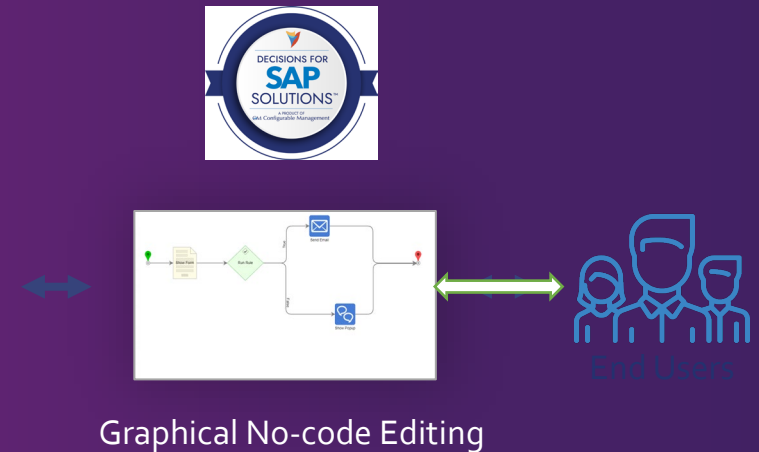 DECISIONS FOR
SAP
SOLUTIONS™
A PRODUCT OF
Configurable Management
Show Form
Run Rule
True
Send Email
Show Popup
End Users
Graphical No-code Editing